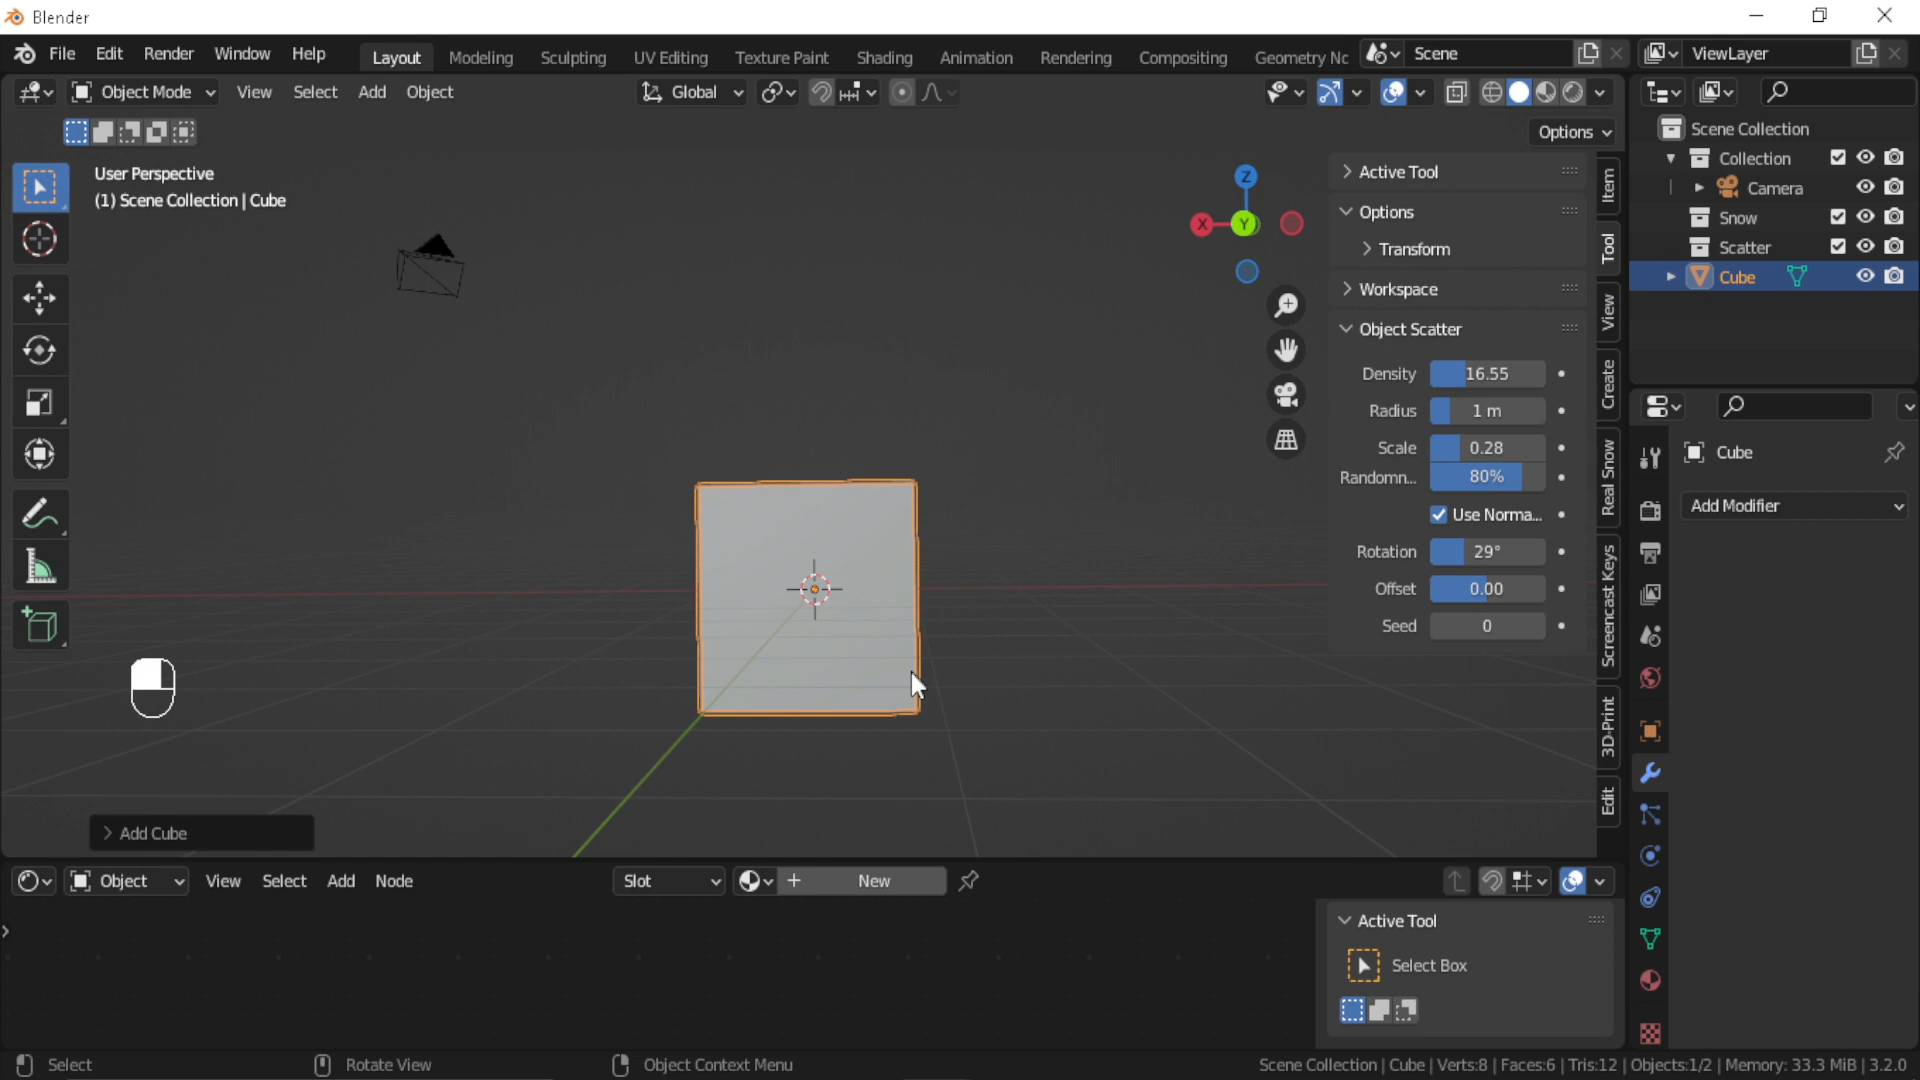 Blender
File Edit Render Window Help Layout Modeling Sculpting UV Editing Texture Paint Shading Animation Rendering Compositing Geometry Nc Scene ViewLayer
Object Mode View Select Add Object Global
Options
User Perspective
(1) Scene Collection | Cube
Z
X
Y
Active Tool
Options
Transform
Workspace
Object Scatter
Density 16.55
Radius 1 m
Scale 0.28
Randomn... 80%
Use Norma...
Rotation 29°
Offset 0.00
Seed 0
Item
Tool
View
Create
Real Snow
Screencast Keys
3D-Print
Edit
Scene Collection
Collection
Camera
Snow
Scatter
Cube
Cube
Add Modifier
Add Cube
Object View Select Add Node Slot New
Active Tool
Select Box
Select Rotate View Object Context Menu Scene Collection | Cube | Verts:8 | Faces:6 | Tris:12 | Objects:1/2 | Memory: 33.3 MiB | 3.2.0